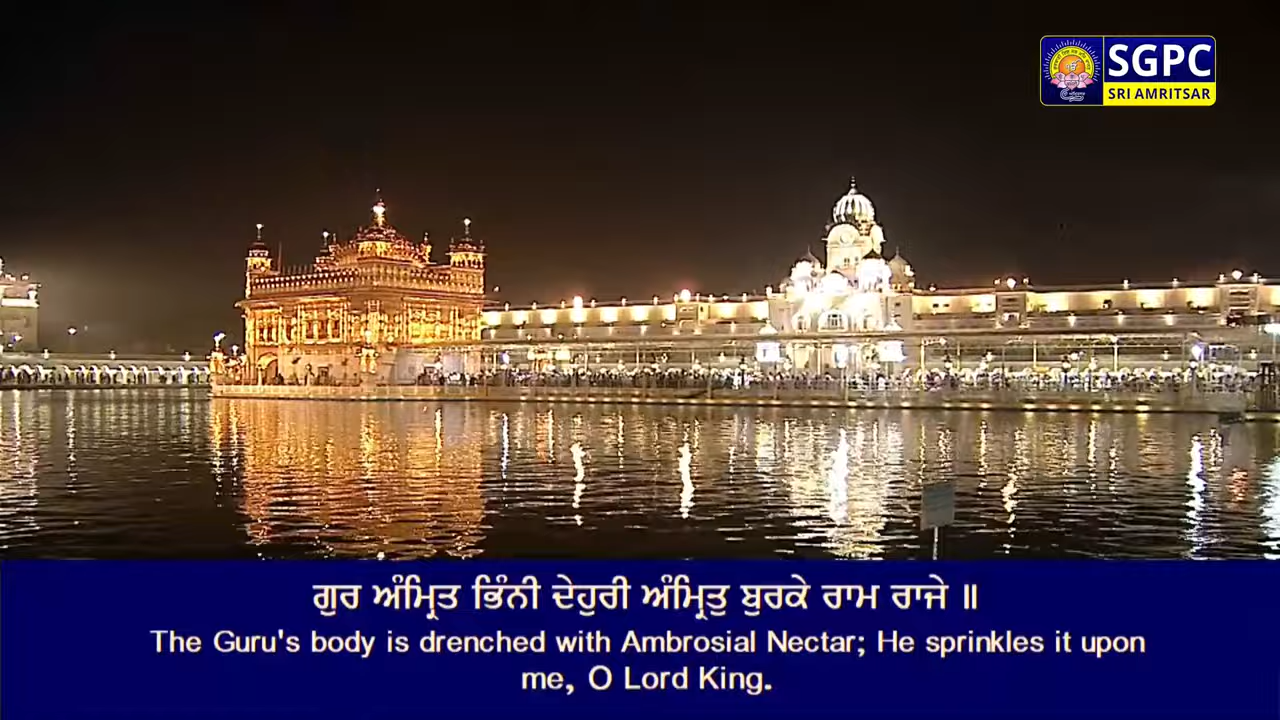 SGPC
SRI AMRITSAR
ਗੁਰ ਅੰਮ੍ਰਿਤ ਭਿੰਨੀ ਦੇਹੁਰੀ ਅੰਮ੍ਰਿਤੁ ਬੁਰਕੇ ਰਾਮ ਰਾਜੇ ॥
The Guru's body is drenched with Ambrosial Nectar; He sprinkles it upon
me, O Lord King.